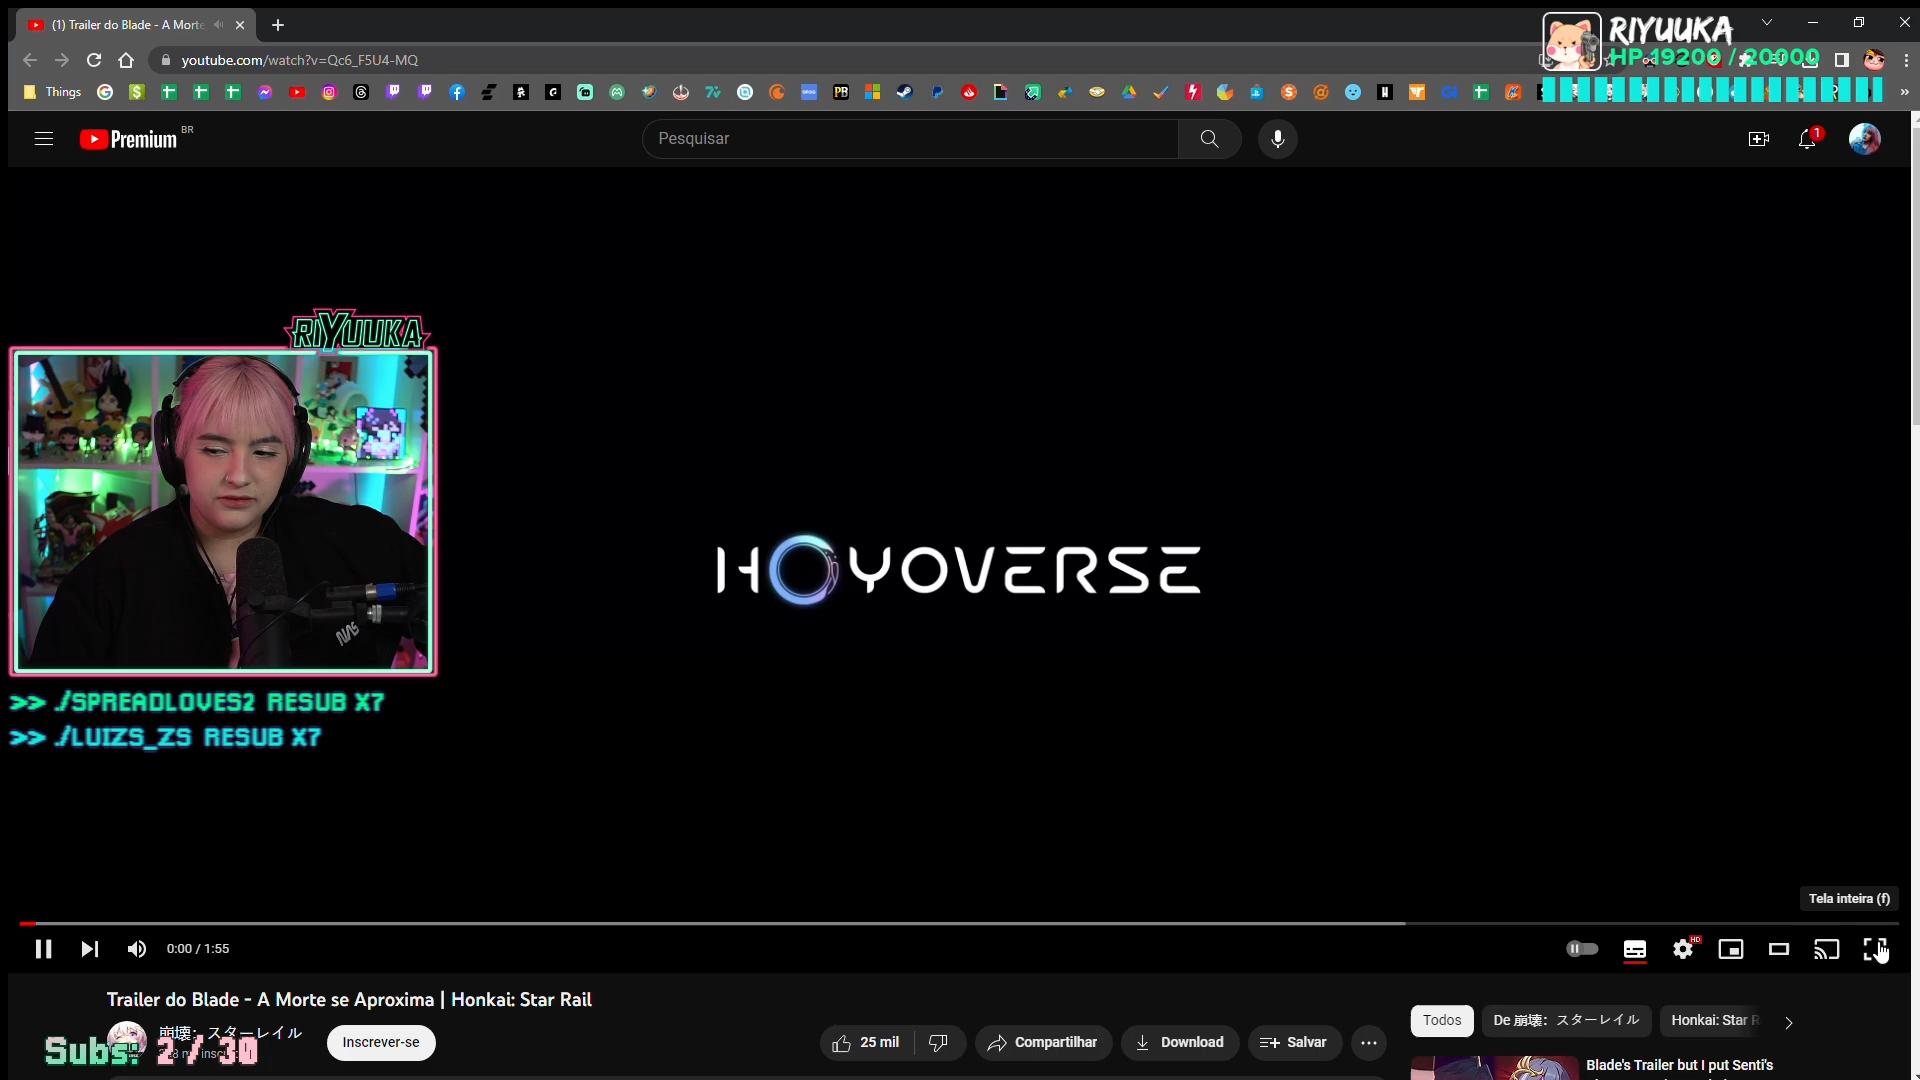 (1) Trailer do Blade - A Morte
RIYUUKA
HP 19200 / 20000
youtube.com/watch?v=Qc6_F5U4-MQ
Things
Premium BR
Pesquisar
1
RIYUUKA
HOYOVERSE
>> ./SPREADLOVES2 RESUB X7
>> ./LUIZS_ZS RESUB X7
Tela inteira (f)
0:00 / 1:55
HD
Trailer do Blade - A Morte se Aproxima | Honkai: Star Rail
崩壊：スターレイル
Inscrever-se
25 mil
Compartilhar
Download
Salvar
Subs: 2 / 30
Todos
De 崩壊：スターレイル
Honkai: Star R
Blade's Trailer but I put Senti's